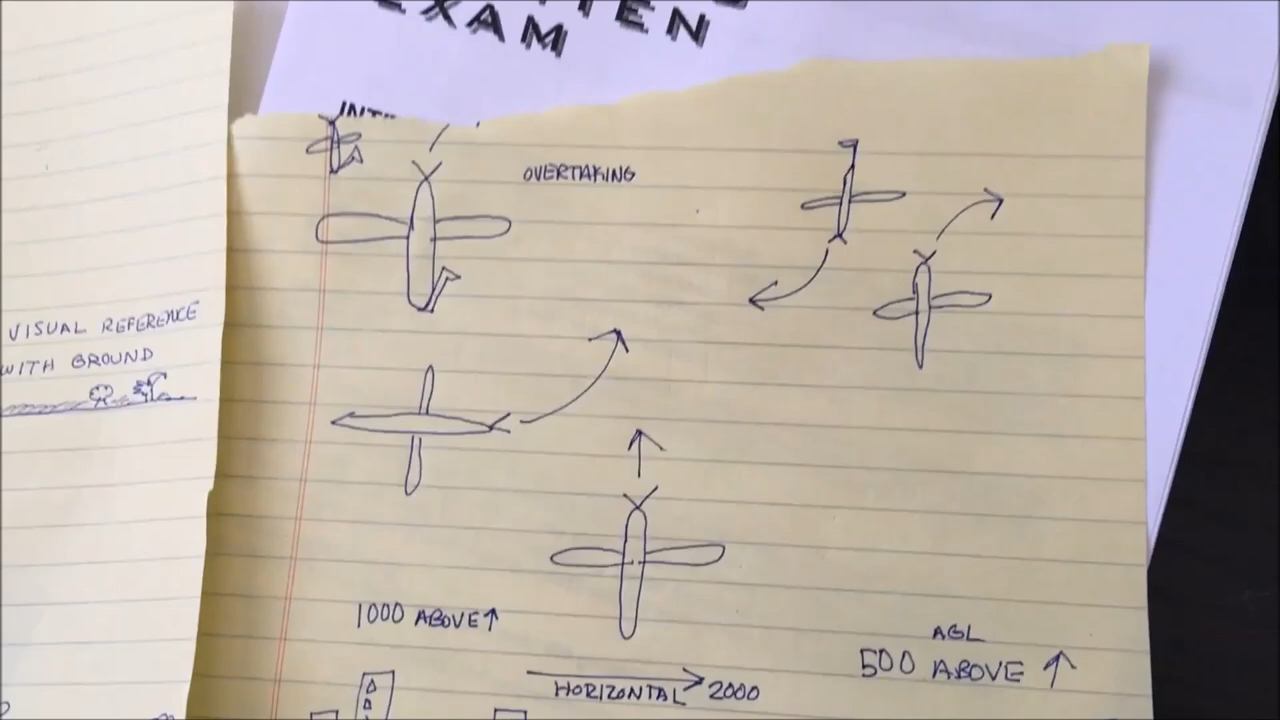 EXAM
VISUAL REFERENCE
WITH GROUND
OVERTAKING
1000 ABOVE↑
HORIZONTAL 2000
AGL
500 ABOVE ↑